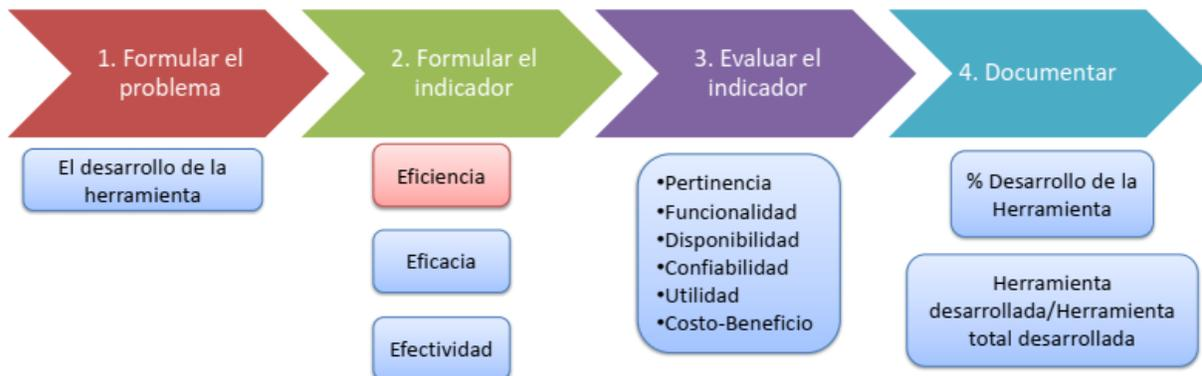 1. Formular el
problema
2. Formular el
indicador
3. Evaluar el
indicador
4. Documentar
El desarrollo de la
herramienta
Eficiencia
Eficacia
Efectividad
•Pertinencia
•Funcionalidad
•Disponibilidad
•Confiabilidad
•Utilidad
•Costo-Beneficio
% Desarrollo de la
Herramienta
Herramienta
desarrollada/Herramienta
total desarrollada